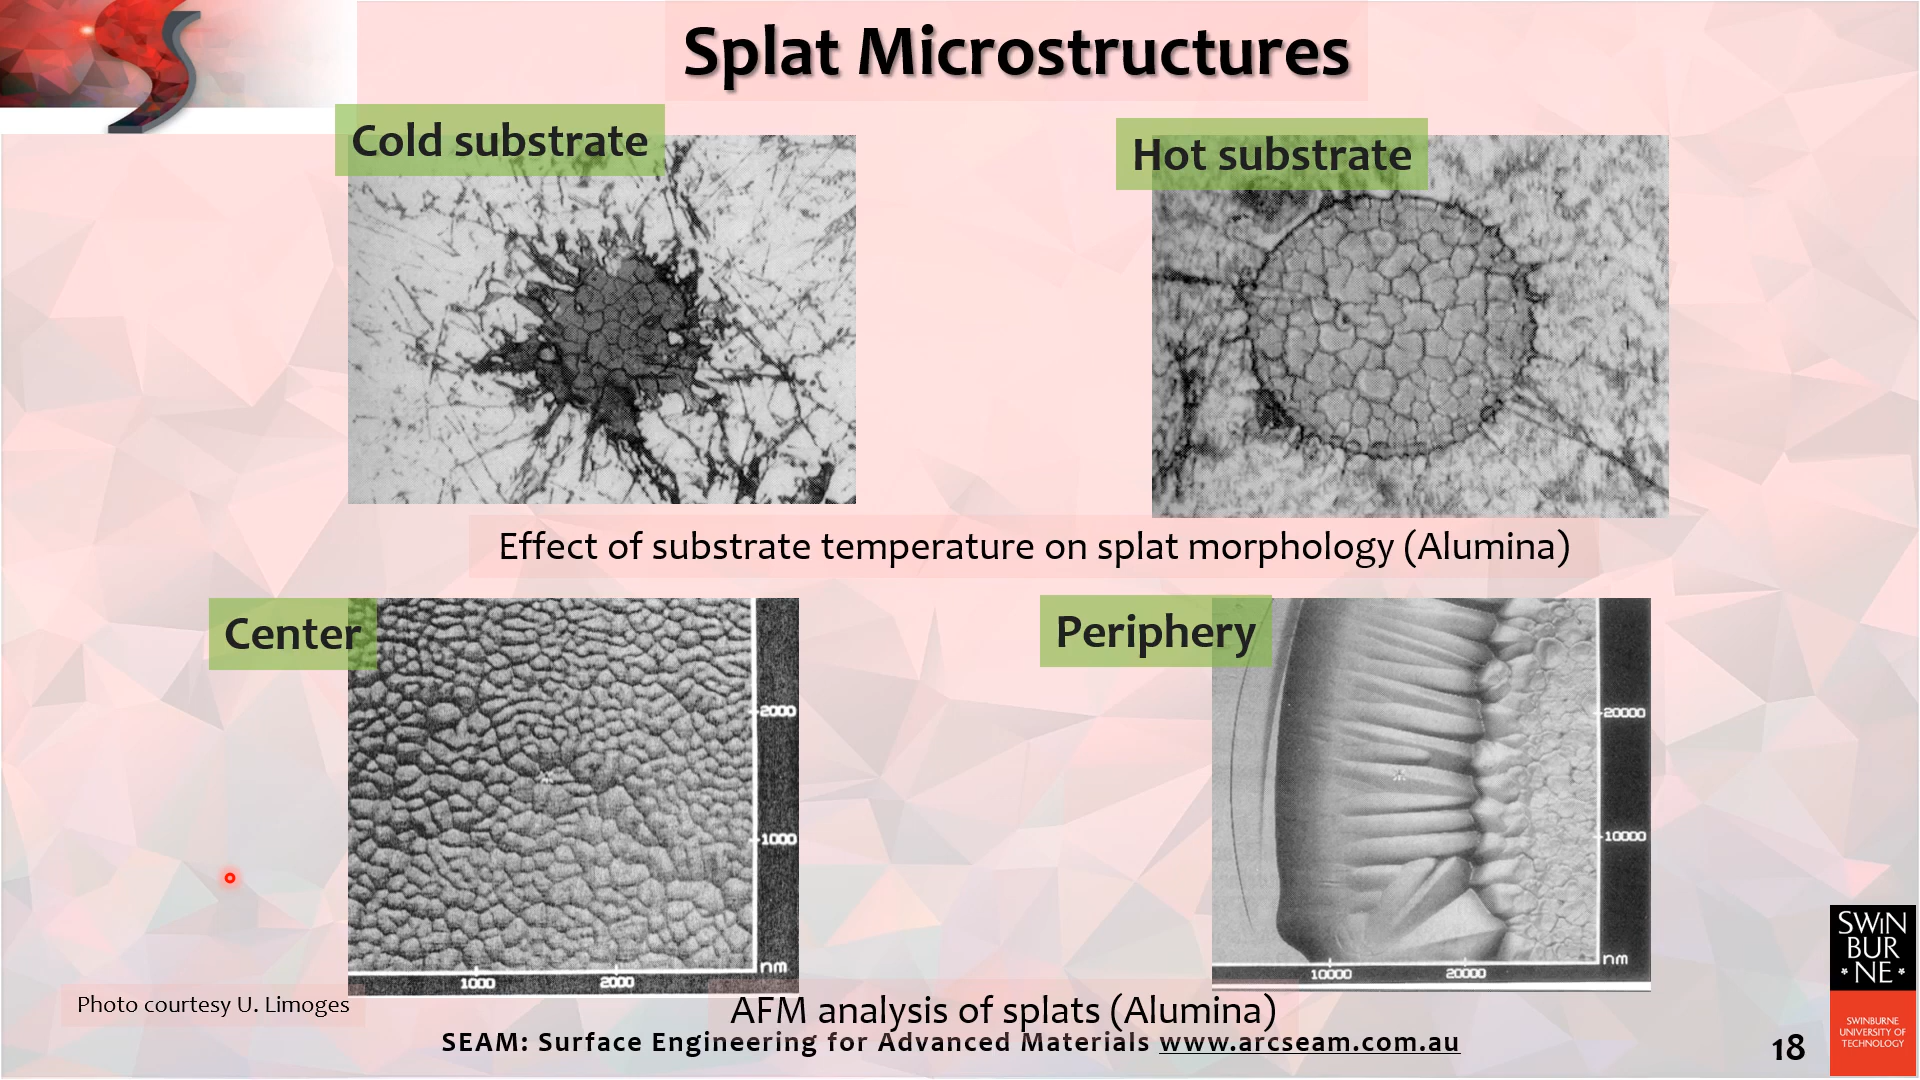 Splat Microstructures
Cold substrate
Hot substrate
Effect of substrate temperature on splat morphology (Alumina)
Center
Periphery
2000
1000
nm
1000 2000
20000
10000
nm
10000 20000
Photo courtesy U. Limoges
AFM analysis of splats (Alumina)
SEAM: Surface Engineering for Advanced Materials www.arcseam.com.au
18
SWiN
BUR
*NE*
SWINBURNE
UNIVERSITY OF
TECHNOLOGY